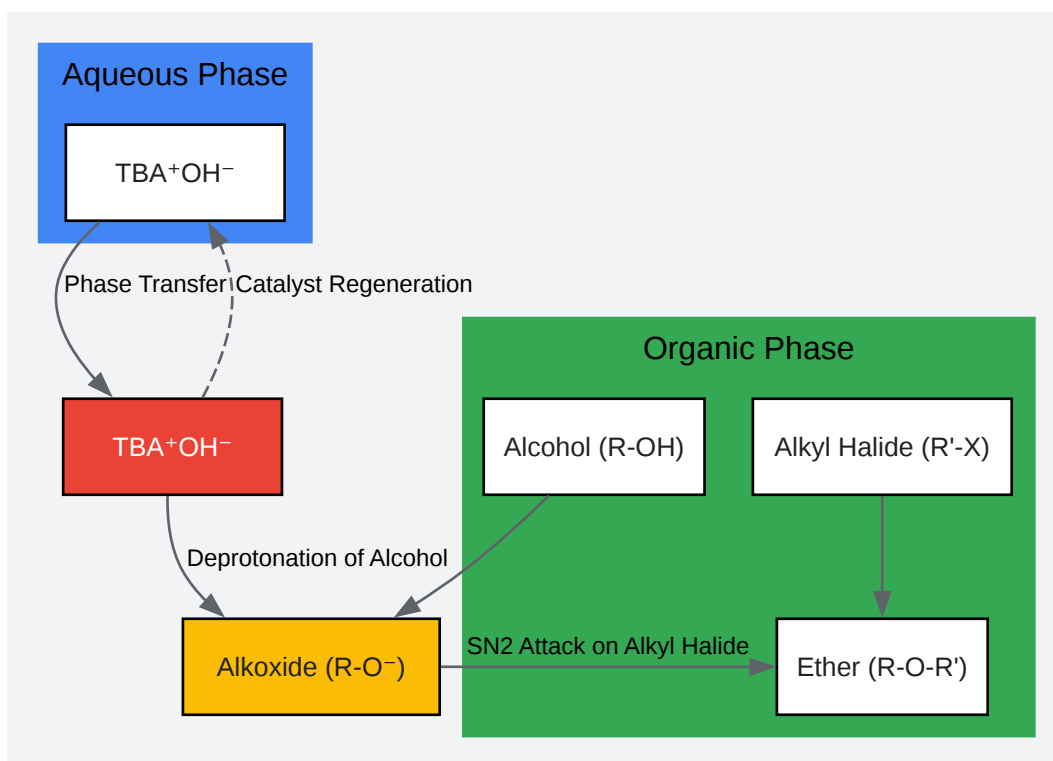 Aqueous Phase
TBA⁺OH⁻
Phase Transfer
Catalyst Regeneration
Organic Phase
TBA⁺OH⁻
Alcohol (R-OH)
Alkyl Halide (R'-X)
Deprotonation of Alcohol
Alkoxide (R-O⁻)
SN2 Attack on Alkyl Halide
Ether (R-O-R')